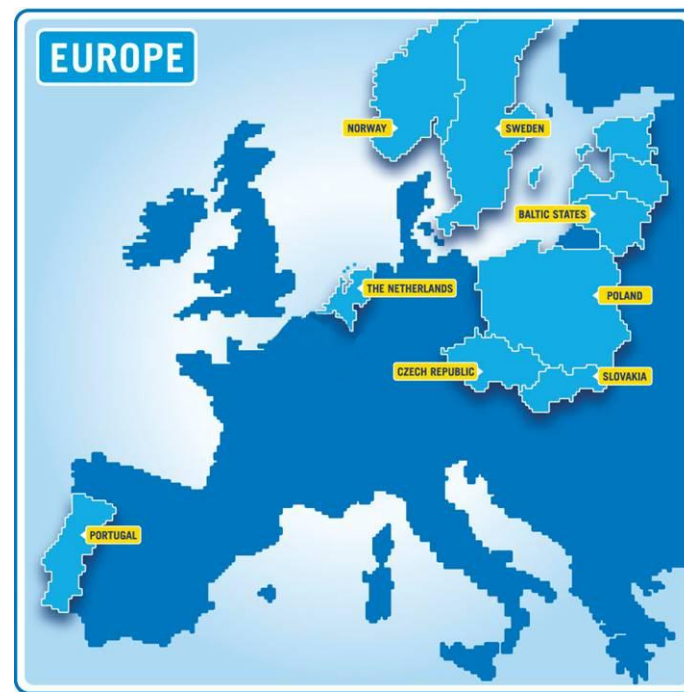 EUROPE
NORWAY
SWEDEN
BALTIC STATES
THE NETHERLANDS
POLAND
CZECH REPUBLIC
SLOVAKIA
PORTUGAL